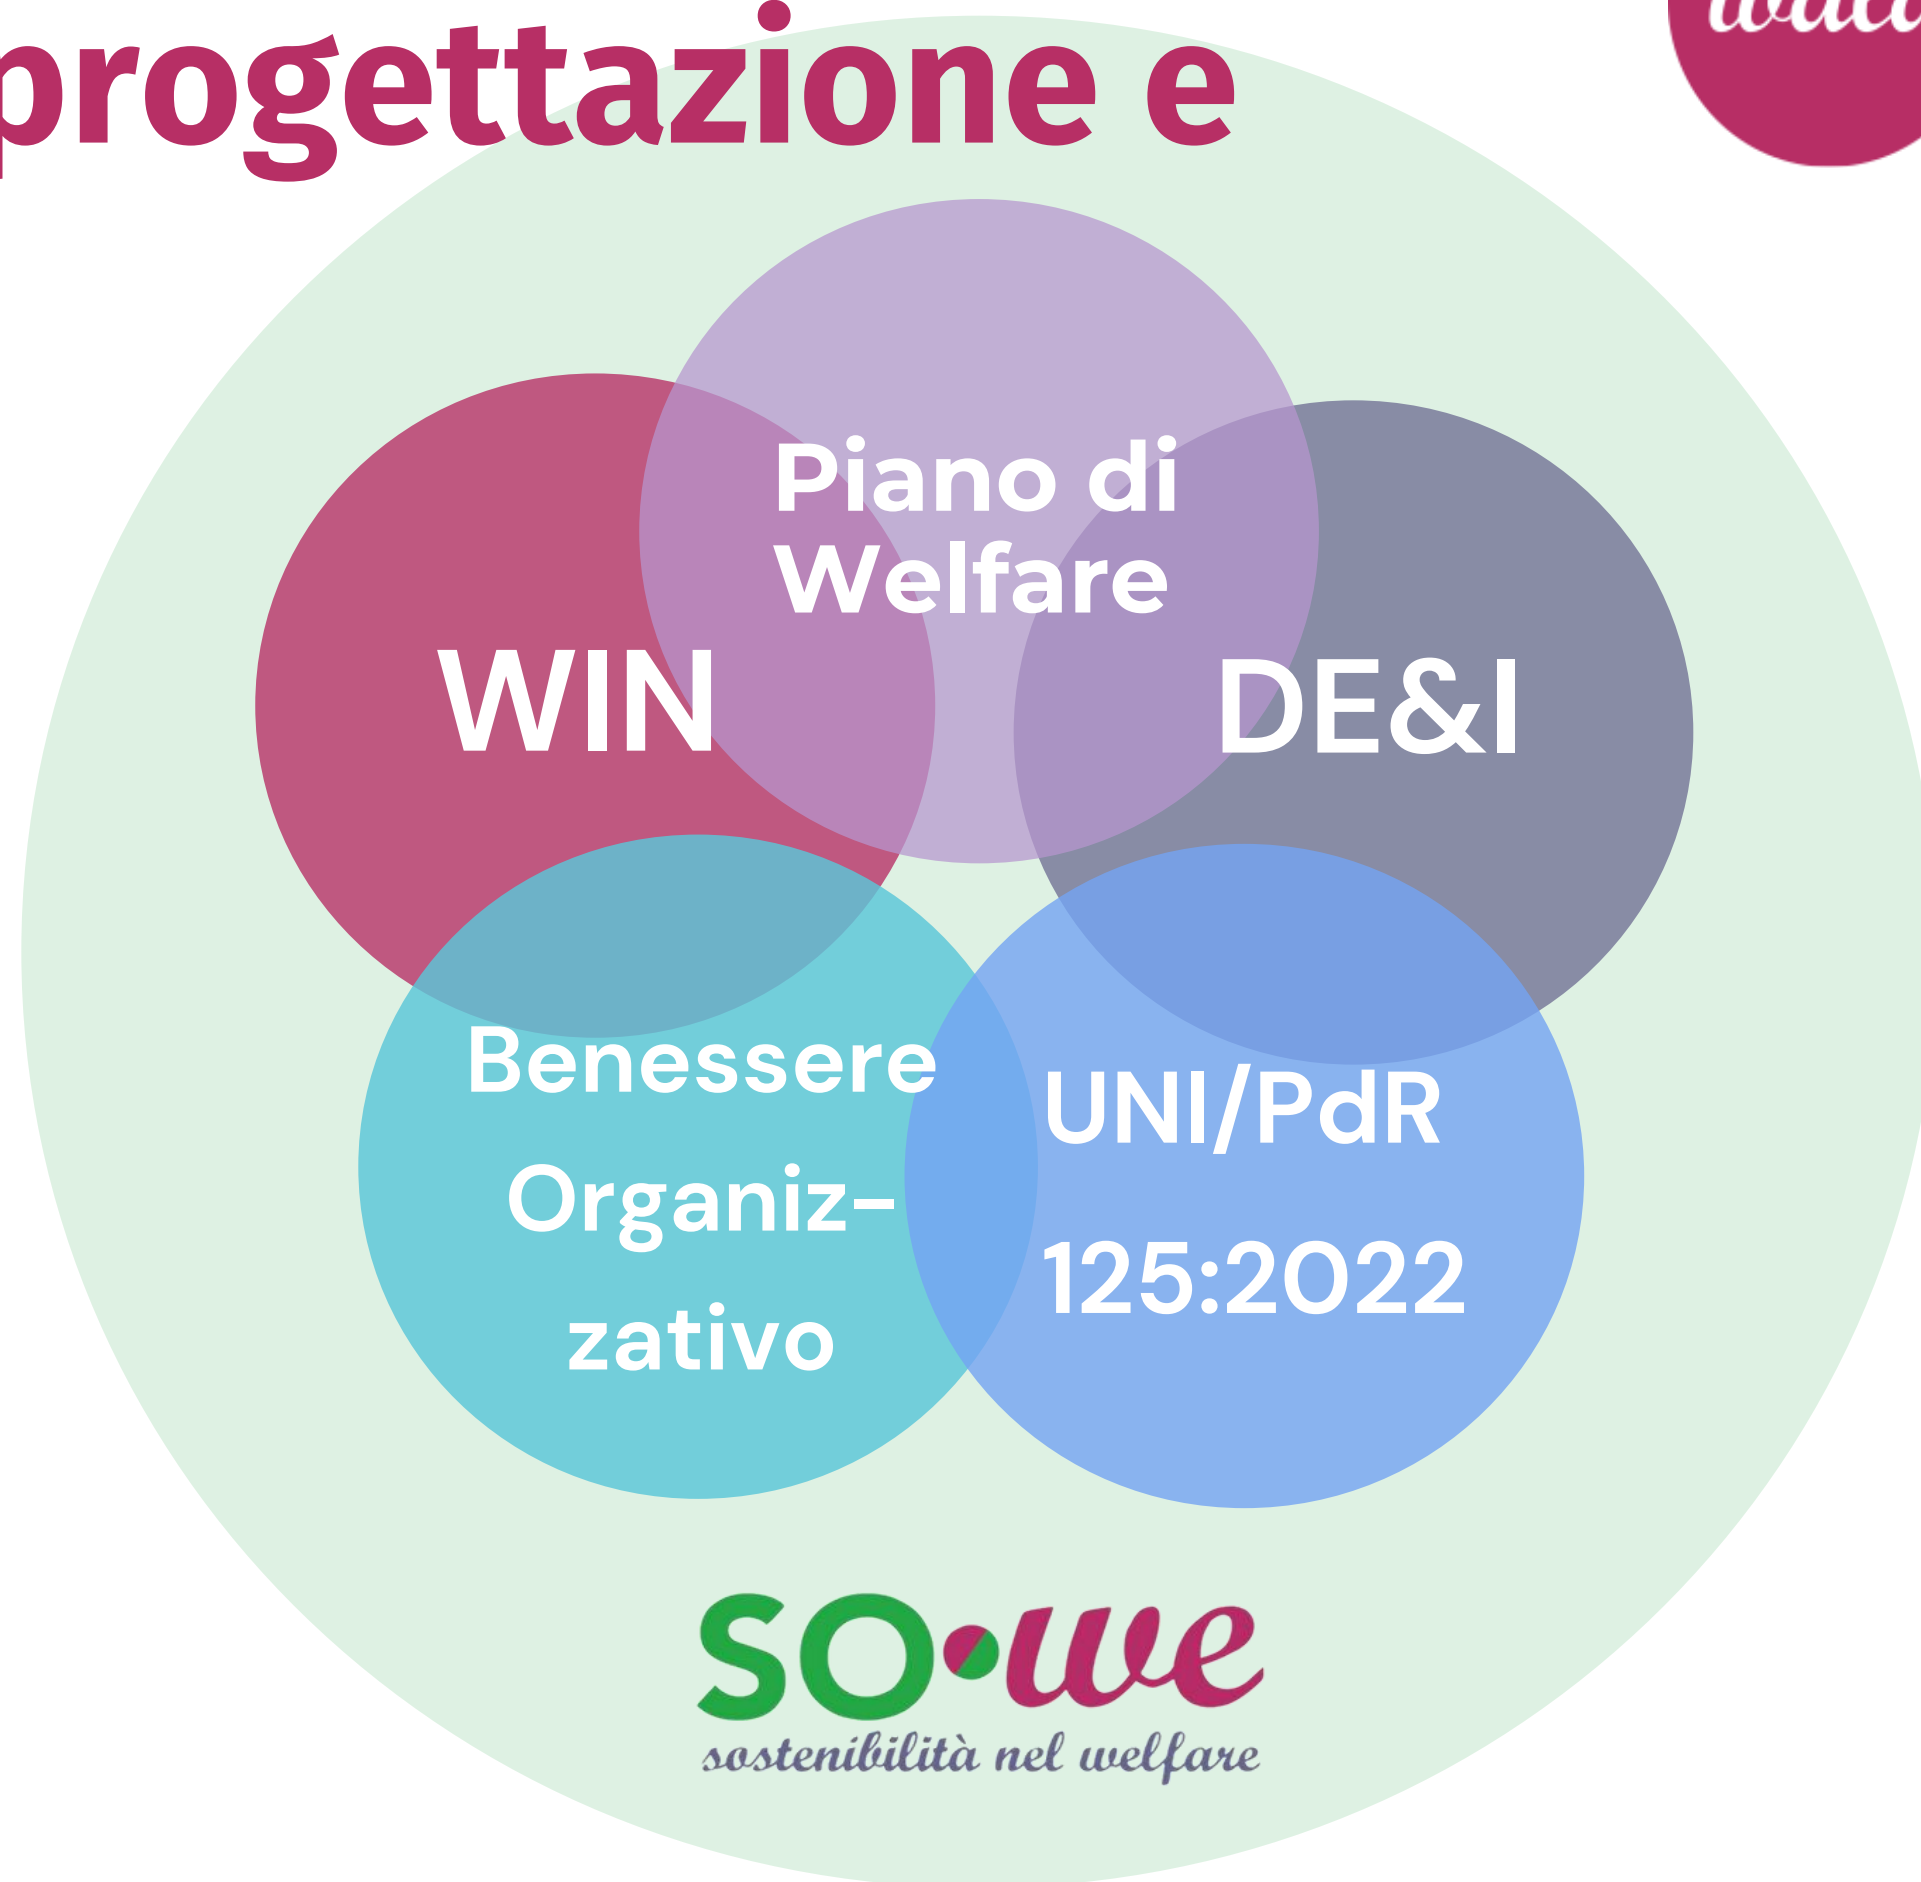 progettazione e
Piano di
Welfare
WIN
DE&I
Benessere
Organiz-
zativo
UNI/PdR
125:2022
SO•we
sostenibilità nel welfare